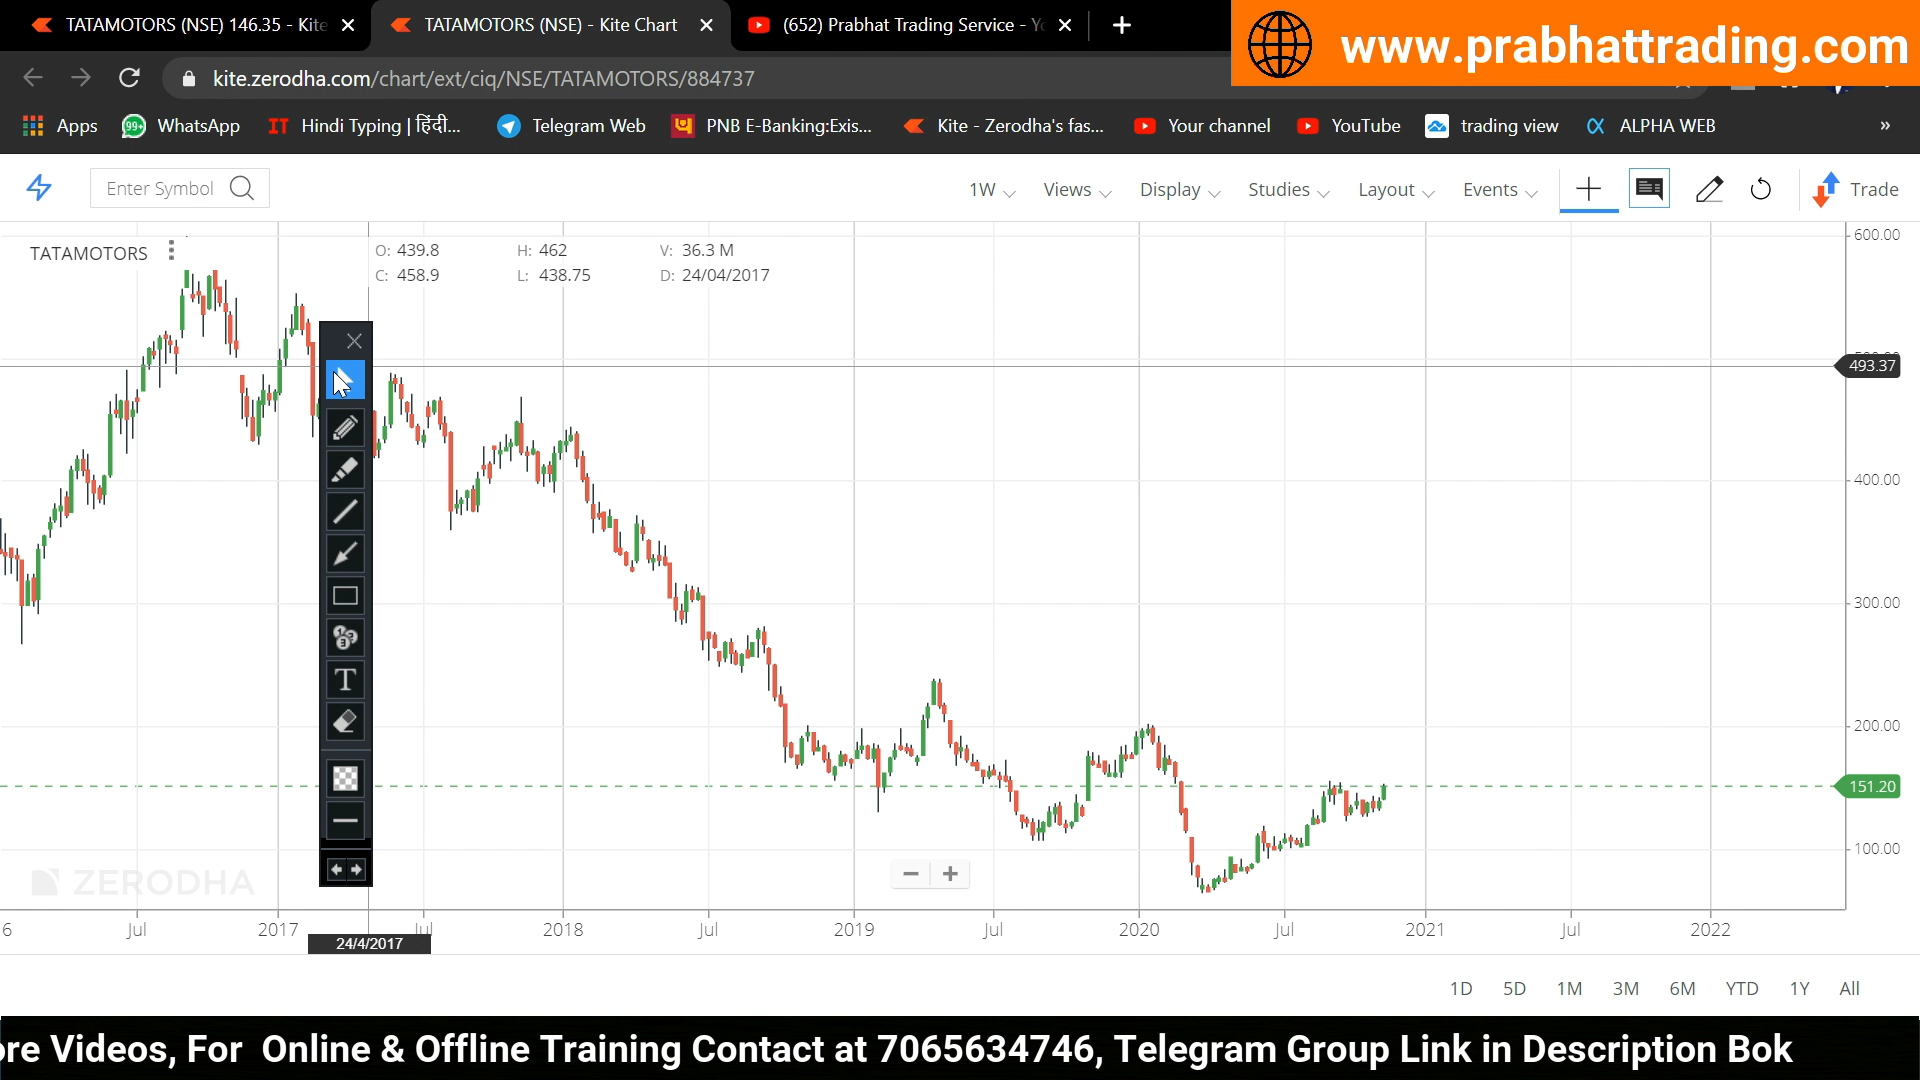 TATAMOTORS (NSE) 146.35 - Kite
TATAMOTORS (NSE) - Kite Chart
(652) Prabhat Trading Service - Yo
www.prabhattrading.com
kite.zerodha.com/chart/ext/ciq/NSE/TATAMOTORS/884737
Apps
99+
WhatsApp
IT
Hindi Typing | हिंदी...
Telegram Web
PNB E-Banking:Exis...
Kite - Zerodha's fas...
Your channel
YouTube
trading view
ALPHA WEB
»
Enter Symbol
1W
Views
Display
Studies
Layout
Events
Trade
TATAMOTORS
O: 439.8 H: 462 V: 36.3 M
C: 458.9 L: 438.75 D: 24/04/2017
600.00
493.37
400.00
300.00
200.00
151.20
100.00
T
ZERODHA
6 Jul 2017 Jul 2018 Jul 2019 Jul 2020 Jul 2021 Jul 2022
24/4/2017
1D 5D 1M 3M 6M YTD 1Y All
ore Videos, For Online & Offline Training Contact at 7065634746, Telegram Group Link in Description Bok